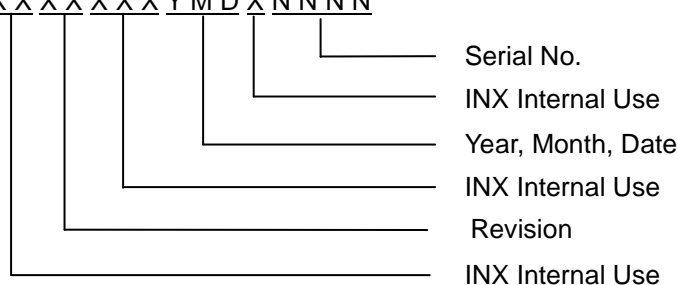 X X X X X X X Y M D X N N N N
Serial No.
INX Internal Use
Year, Month, Date
INX Internal Use
Revision
INX Internal Use